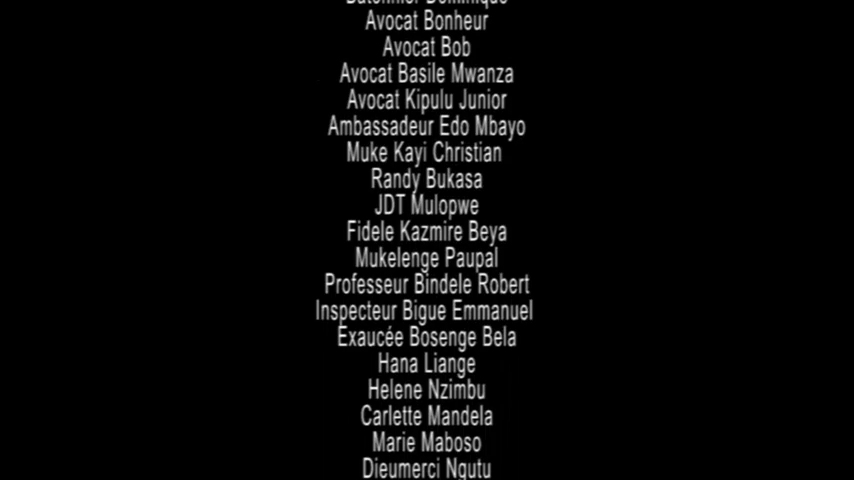 Bâtonnier Dominique
Avocat Bonheur
Avocat Bob
Avocat Basile Mwanza
Avocat Kipulu Junior
Ambassadeur Edo Mbayo
Muke Kayi Christian
Randy Bukasa
JDT Mulopwe
Fidele Kazmire Beya
Mukelenge Paupal
Professeur Bindele Robert
Inspecteur Bigue Emmanuel
Exaucée Bosenge Bela
Hana Liange
Helene Nzimbu
Carlette Mandela
Marie Maboso
Dieumerci Ngutu